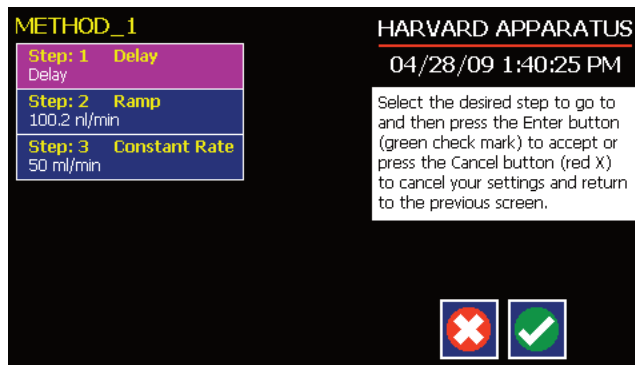 METHOD_1
Step: 1 Delay
Delay
Step: 2 Ramp
100.2 nl/min
Step: 3 Constant Rate
50 ml/min
HARVARD APPARATUS
04/28/09 1:40:25 PM
Select the desired step to go to
and then press the Enter button
(green check mark) to accept or
press the Cancel button (red X)
to cancel your settings and return
to the previous screen.